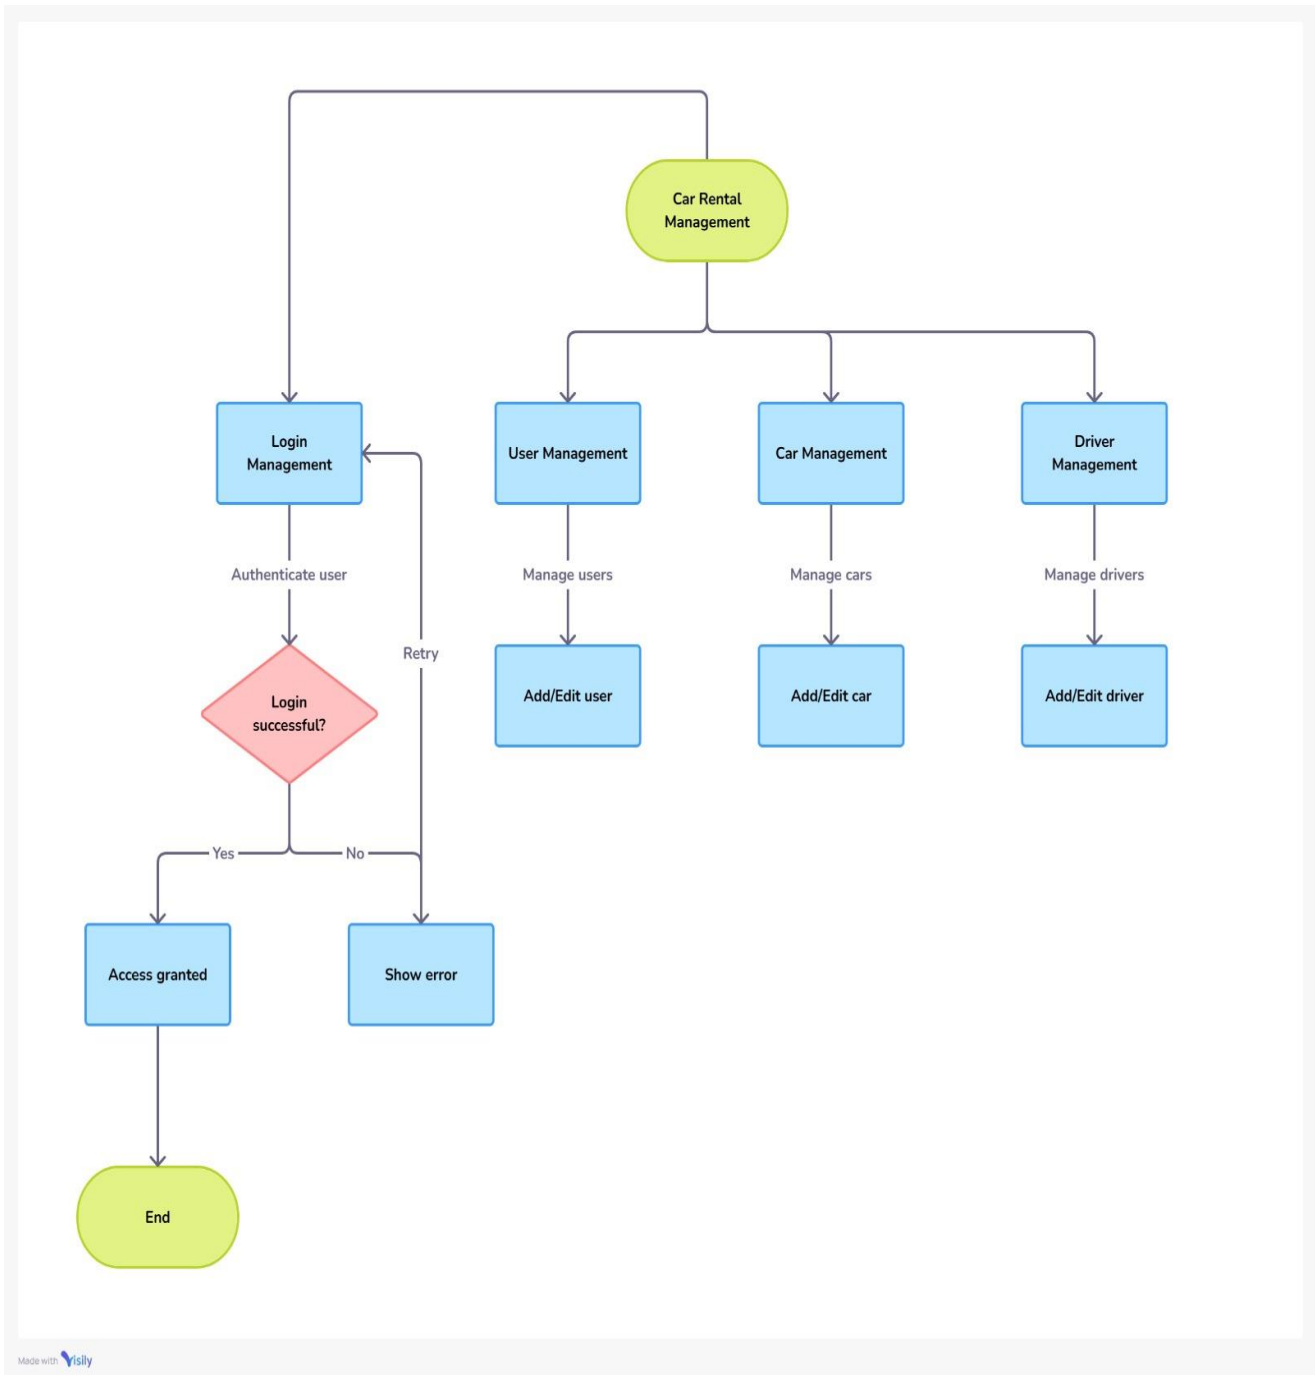 Car Rental
Management
Login
Management
User Management
Car Management
Driver
Management
Authenticate user
Manage users
Manage cars
Manage drivers
Retry
Login
successful?
Add/Edit user
Add/Edit car
Add/Edit driver
Yes
No
Access granted
Show error
End
Made with Visily